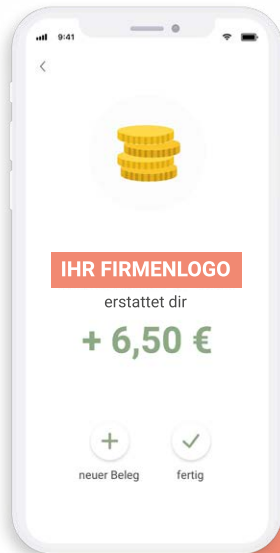 9:41
IHR FIRMENLOGO
erstattet dir
+ 6,50 €
neuer Beleg fertig